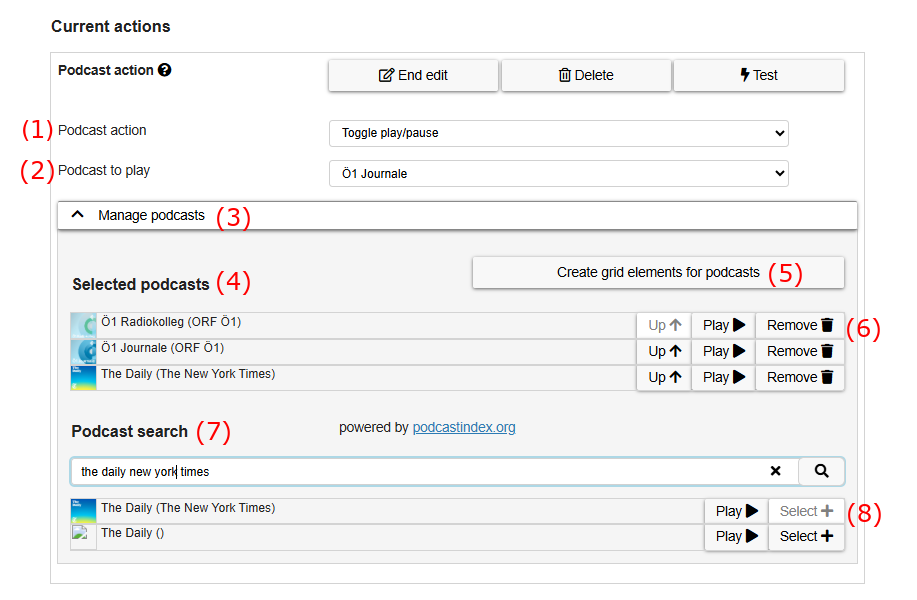 Current actions
Podcast action
End edit
Delete
Test
(1) Podcast action
Toggle play/pause
(2) Podcast to play
Ö1 Journale
Manage podcasts (3)
Selected podcasts (4)
Create grid elements for podcasts (5)
Ö1 Radiokolleg (ORF Ö1) Up Play Remove (6)
Ö1 Journale (ORF Ö1) Up Play Remove
The Daily (The New York Times) Up Play Remove
Podcast search (7)
powered by podcastindex.org
the daily new york times
The Daily (The New York Times) Play Select (8)
The Daily () Play Select